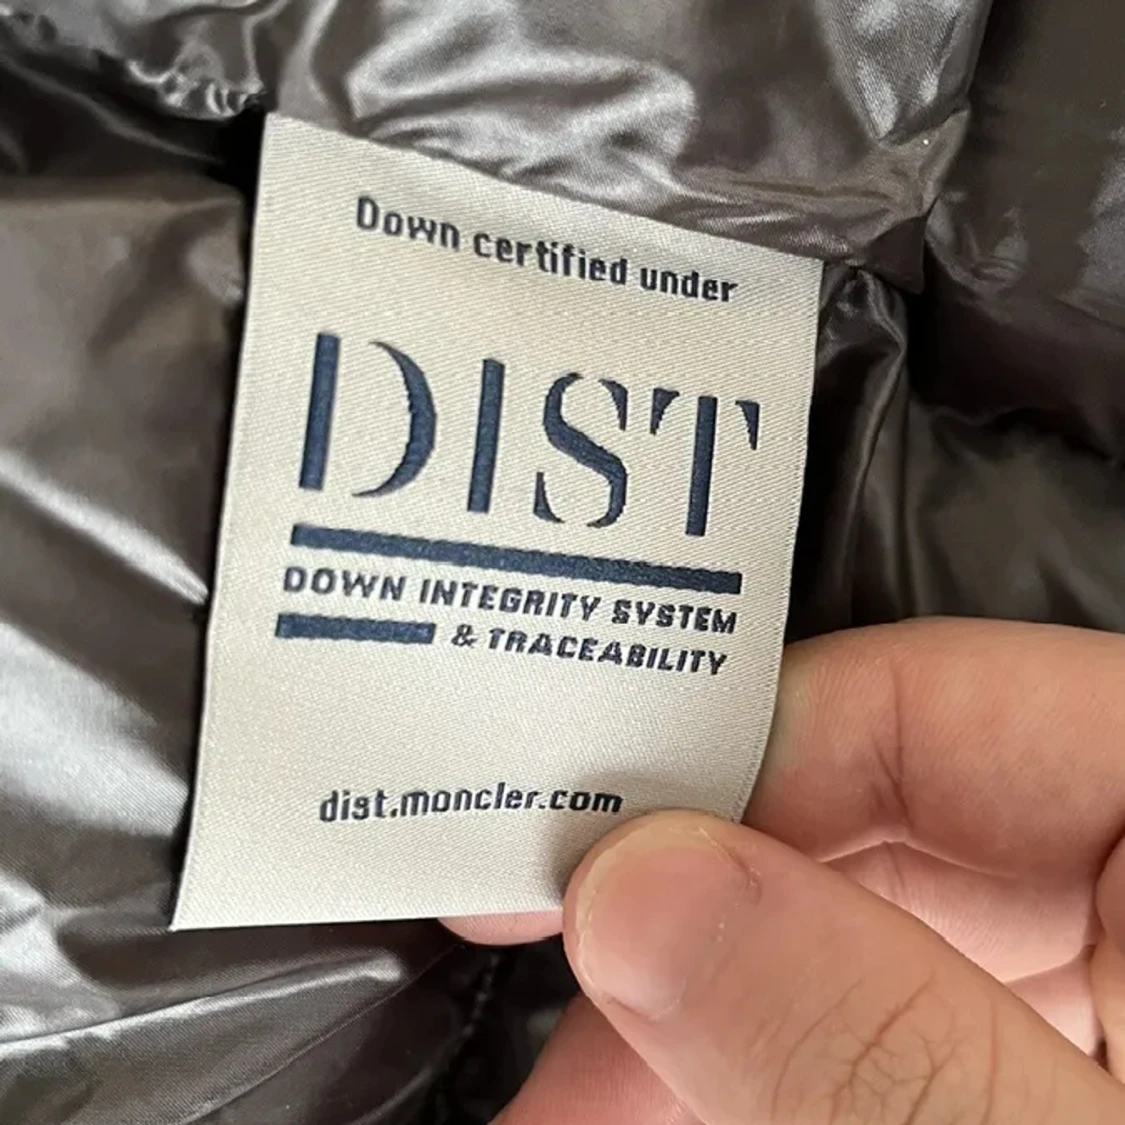 Down certified under
DIST
DOWN INTEGRITY SYSTEM
& TRACEABILITY
dist.moncler.com